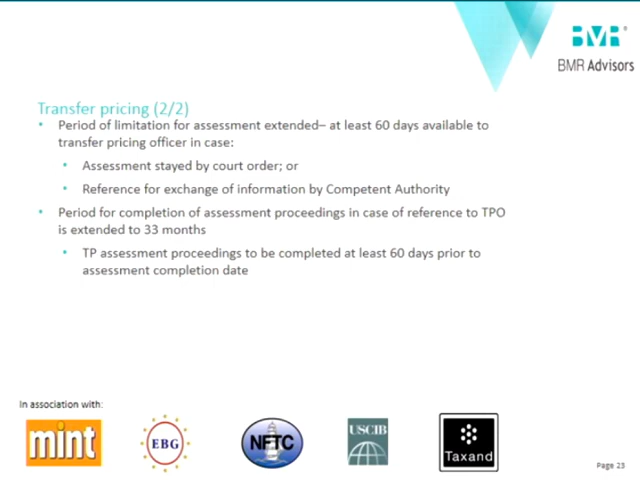 BMR
BMR Advisors
Transfer pricing (2/2)
• Period of limitation for assessment extended– at least 60 days available to
transfer pricing officer in case:
• Assessment stayed by court order; or
• Reference for exchange of information by Competent Authority
• Period for completion of assessment proceedings in case of reference to TPO
is extended to 33 months
• TP assessment proceedings to be completed at least 60 days prior to
assessment completion date
In association with:
mint
EBG
NFTC
USCIB
Taxand
Page 23